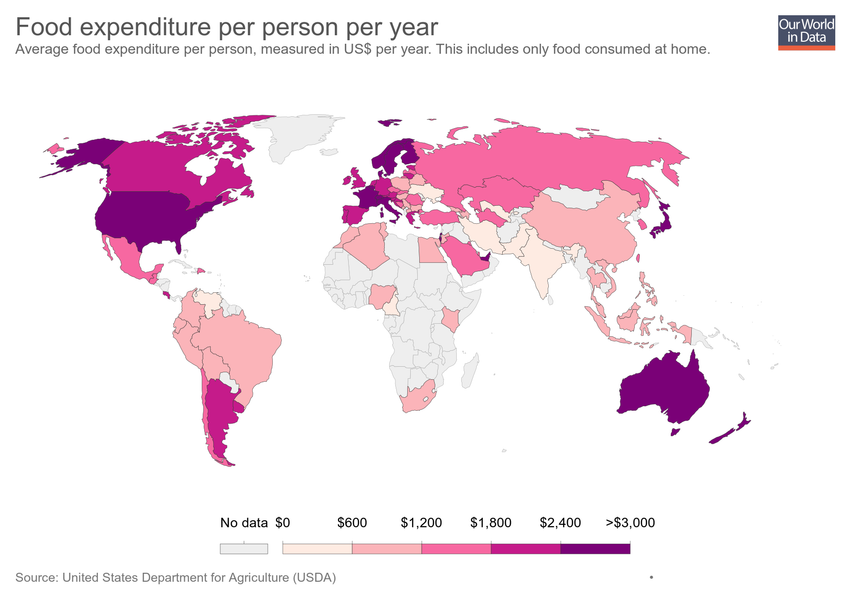 Food expenditure per person per year
Average food expenditure per person, measured in US$ per year. This includes only food consumed at home.
Our World
in Data
No data $0 $600 $1,200 $1,800 $2,400 >$3,000
Source: United States Department for Agriculture (USDA)